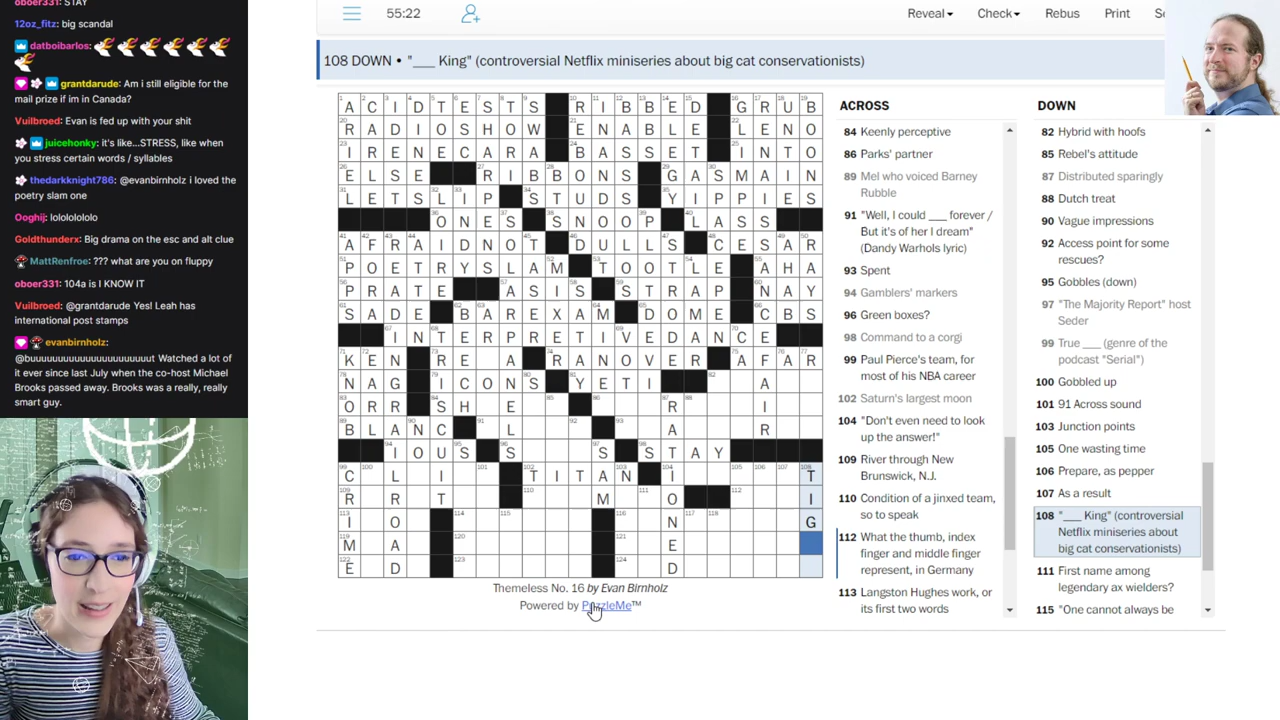 oboer331: STAY
12oz_fitz: big scandal
datboibarlos:
grantdarude: Am i still eligible for the
mail prize if im in Canada?
Vuilbroed: Evan is fed up with your shit
juicehonky: it's like...STRESS, like when
you stress certain words / syllables
thedarkknight786: @evanbirnholz i loved the
poetry slam one
Ooghij: lolololololo
Goldthunderx: Big drama on the esc and alt clue
MattRenfroe: ??? what are you on fluppy
oboer331: 104a is I KNOW IT
Vuilbroed: @grantdarude Yes! Leah has
international post stamps
evanbirnholz:
Watched a lot of
it ever since last July when the co-host Michael
Brooks passed away. Brooks was a really, really
smart guy.
55:22
Reveal
Check
Rebus
Print
108 DOWN • "___ King" (controversial Netflix miniseries about big cat conservationists)
A C I D T E S T S R I B B E D G R U B
R A D I O S H O W E N A B L E L E N O
I R E N E C A R A B A S S E T I N T O
E L S E R I B B O N S G A S M A I N
L E T S L I P S T U D S Y I P P I E S
O N E S S N O O P L A S S
A F R A I D N O T D U L L S C E S A R
P O E T R Y S L A M T O O T L E A H A
P R A T E A S I S S T R A P N A Y
S A D E B A R E X A M D O M E C B S
I N T E R P R E T I V E D A N C E
K E N E A R A N O V E R A F A R
N A G I C O N S Y E T I A
O R R S H E R I
B L A N C L A R
I O U S S S S T A Y
C L I T I T A N I T
R R T M O I
I O N G
M A E
E D D
Themeless No. 16 by Evan Birnholz
Powered by PuzzleMe™
ACROSS
84 Keenly perceptive
86 Parks' partner
89 Mel who voiced Barney
Rubble
91 "Well, I could ___ forever /
But it's of her I dream"
(Dandy Warhols lyric)
93 Spent
94 Gamblers' markers
96 Green boxes?
98 Command to a corgi
99 Paul Pierce's team, for
most of his NBA career
102 Saturn's largest moon
104 "Don't even need to look
up the answer!"
109 River through New
Brunswick, N.J.
110 Condition of a jinxed team,
so to speak
112 What the thumb, index
finger and middle finger
represent, in Germany
113 Langston Hughes work, or
its first two words
DOWN
82 Hybrid with hoofs
85 Rebel's attitude
87 Distributed sparingly
88 Dutch treat
90 Vague impressions
92 Access point for some
rescues?
95 Gobbles (down)
97 "The Majority Report" host
Seder
99 True ___ (genre of the
podcast "Serial")
100 Gobbled up
101 91 Across sound
103 Junction points
105 One wasting time
106 Prepare, as pepper
107 As a result
108 "___ King" (controversial
Netflix miniseries about
big cat conservationists)
111 First name among
legendary ax wielders?
115 "One cannot always be